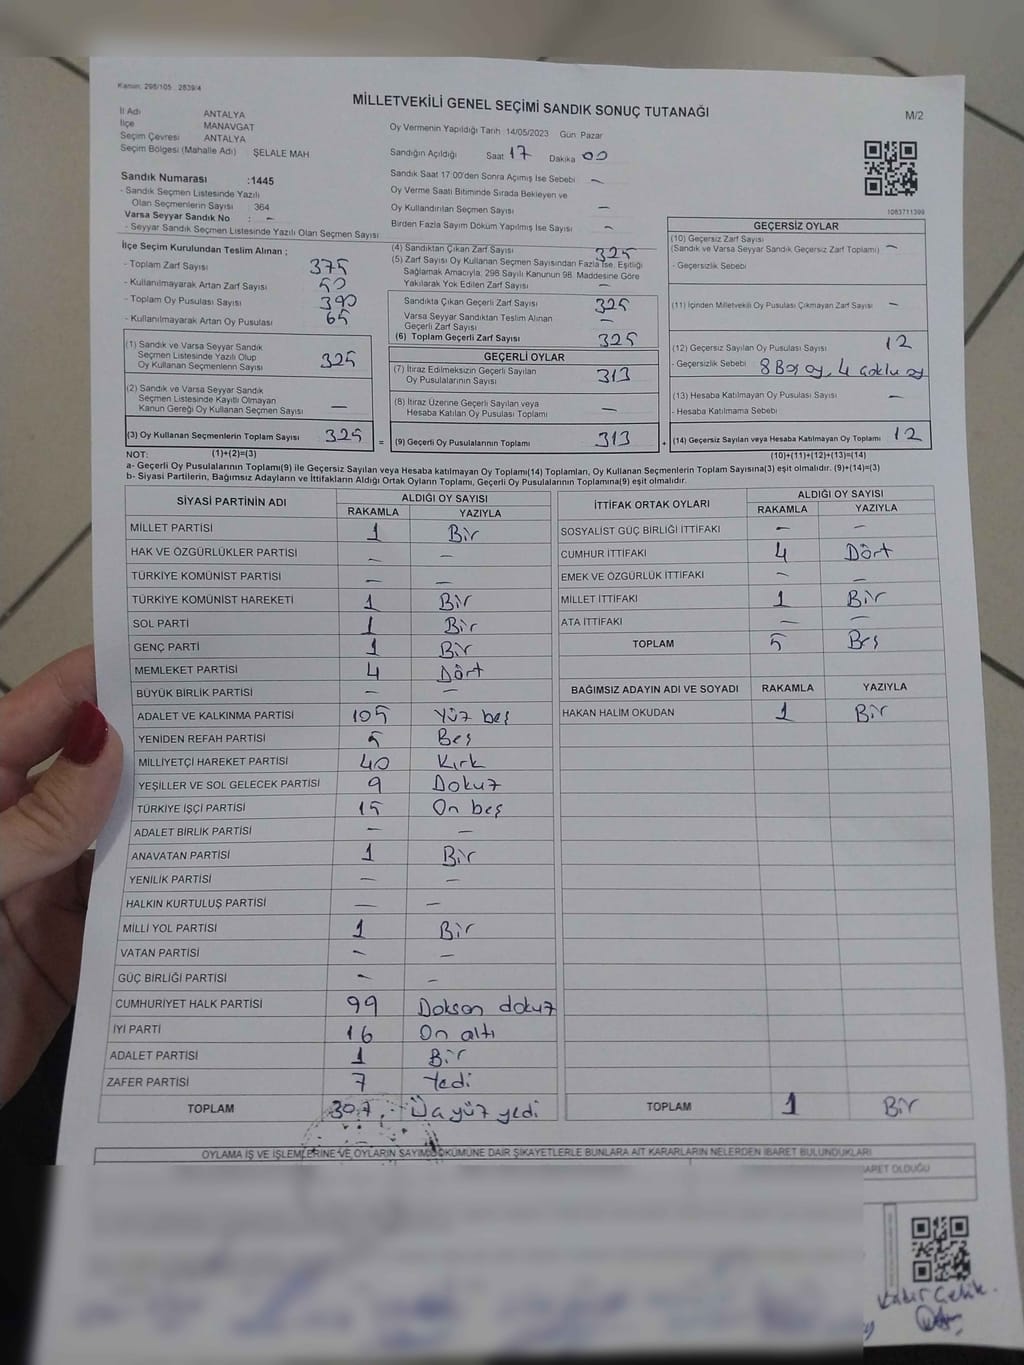 Kanun: 298/105 2839/4
MİLLETVEKİLİ GENEL SEÇİMİ SANDIK SONUÇ TUTANAĞI
M/2
İl Adı ANTALYA
İlçe MANAVGAT
Seçim Çevresi ANTALYA
Seçim Bölgesi (Mahalle Adı) ŞELALE MAH
Sandık Numarası :1445
- Sandık Seçmen Listesinde Yazılı
Olan Seçmenlerin Sayısı : 364
Varsa Seyyar Sandık No : –
- Seyyar Sandık Listesinde Yazılı Olan Seçmen Sayısı
Oy Vermenin Yapıldığı Tarih 14/05/2023 Gün Pazar
Sandığın Açıldığı Saat 17 Dakika 00
Sandık Saat 17:00'den Sonra Açımış İse Sebebi –
Oy Verme Saati Bitiminde Sırada Bekleyen ve
Oy Kullandırılan Seçmen Sayısı –
Birden Fazla Sayım Döküm Yapılmış İse Sayısı –
1083711399
İlçe Seçim Kurulundan Teslim Alınan ;
- Toplam Zarf Sayısı 375
- Kullanılmayarak Artan Zarf Sayısı 50
- Toplam Oy Pusulası Sayısı 390
- Kullanılmayarak Artan Oy Pusulası 65
(1) Sandık ve Varsa Seyyar Sandık
Seçmen Listesinde Yazılı Olup
Oy Kullanan Seçmenlerin Sayısı 325
(2) Sandık ve Varsa Seyyar Sandık
Seçmen Listesinde Kayıtlı Olmayan
Kanun Gereği Oy Kullanan Seçmen Sayısı –
(3) Oy Kullanan Seçmenlerin Toplam Sayısı 325 =
(4) Sandıktan Çıkan Zarf Sayısı 325
(5) Zarf Sayısı Oy Kullanan Seçmen Sayısından Fazla İse, Eşitliği
Sağlamak Amacıyla; 298 Sayılı Kanunun 98. Maddesine Göre
Yakılarak Yok Edilen Zarf Sayısı –
Sandıkta Çıkan Geçerli Zarf Sayısı 325
Varsa Seyyar Sandıktan Teslim Alınan
Geçerli Zarf Sayısı –
(6) Toplam Geçerli Zarf Sayısı 325
GEÇERLİ OYLAR
(7) İtiraz Edilmeksizin Geçerli Sayılan
Oy Pusulalarının Sayısı 313
(8) İtiraz Üzerine Geçerli Sayılan veya
Hesaba Katılan Oy Pusulası Toplamı –
(9) Geçerli Oy Pusulalarının Toplamı 313 +
GEÇERSİZ OYLAR
(10) Geçersiz Zarf Sayısı
(Sandık ve Varsa Seyyar Sandık Geçersiz Zarf Toplamı) –
- Geçersizlik Sebebi
(11) İçinden Milletvekili Oy Pusulası Çıkmayan Zarf Sayısı –
(12) Geçersiz Sayılan Oy Pusulası Sayısı 12
- Geçersizlik Sebebi 8 Boş oy, 4 çoklu oy
(13) Hesaba Katılmayan Oy Pusulası Sayısı –
- Hesaba Katılmama Sebebi
(14) Geçersiz Sayılan veya Hesaba Katılmayan Oy Toplamı 12
NOT: (1)+(2)=(3)
(10)+(11)+(12)+(13)=(14)
a- Geçerli Oy Pusulalarının Toplamı(9) ile Geçersiz Sayılan veya Hesaba katılmayan Oy Toplamı(14) Toplamları, Oy Kullanan Seçmenlerin Toplam Sayısına(3) eşit olmalıdır. (9)+(14)=(3)
b- Siyasi Partilerin, Bağımsız Adayların ve İttifakların Aldığı Oyların Toplamı, Geçerli Oy Pusulalarının Toplamına(9) eşit olmalıdır.
SİYASİ PARTİNİN ADI ALDIĞI OY SAYISI
RAKAMLA YAZIYLA
MİLLET PARTİSİ 1 Bir
HAK VE ÖZGÜRLÜKLER PARTİSİ – –
TÜRKİYE KOMÜNİST PARTİSİ – –
TÜRKİYE KOMÜNİST HAREKETİ 1 Bir
SOL PARTİ 1 Bir
GENÇ PARTİ 1 Bir
MEMLEKET PARTİSİ 4 Dört
BÜYÜK BİRLİK PARTİSİ – –
ADALET VE KALKINMA PARTİSİ 105 Yüz beş
YENİDEN REFAH PARTİSİ 5 Beş
MİLLİYETÇİ HAREKET PARTİSİ 40 Kırk
YEŞİLLER VE SOL GELECEK PARTİSİ 9 Dokuz
TÜRKİYE İŞÇİ PARTİSİ 15 On beş
ADALET BİRLİK PARTİSİ – –
ANAVATAN PARTİSİ 1 Bir
YENİLİK PARTİSİ – –
HALKIN KURTULUŞ PARTİSİ – –
MİLLİ YOL PARTİSİ 1 Bir
VATAN PARTİSİ – –
GÜÇ BİRLİĞİ PARTİSİ – –
CUMHURİYET HALK PARTİSİ 99 Doksan dokuz
İYİ PARTİ 16 On altı
ADALET PARTİSİ 1 Bir
ZAFER PARTİSİ 7 Yedi
TOPLAM 307 Üç yüz yedi
İTTİFAK ORTAK OYLARI ALDIĞI OY SAYISI
RAKAMLA YAZIYLA
SOSYALİST GÜÇ BİRLİĞİ İTTİFAKI – –
CUMHUR İTTİFAKI 4 Dört
EMEK VE ÖZGÜRLÜK İTTİFAKI – –
MİLLET İTTİFAKI 1 Bir
ATA İTTİFAKI – –
TOPLAM 5 Beş
BAĞIMSIZ ADAYIN ADI VE SOYADI RAKAMLA YAZIYLA
HAKAN HALİM OKUDAN 1 Bir
TOPLAM 1 Bir
OYLAMA İŞ VE İŞLEMLERİNE VE OYLARIN SAYIM DÖKÜMÜNE DAİR ŞİKAYETLERLE BUNLARA AİT KARARLARIN NELERDEN İBARET BULUNDUKLARI
BARET OLDUĞU